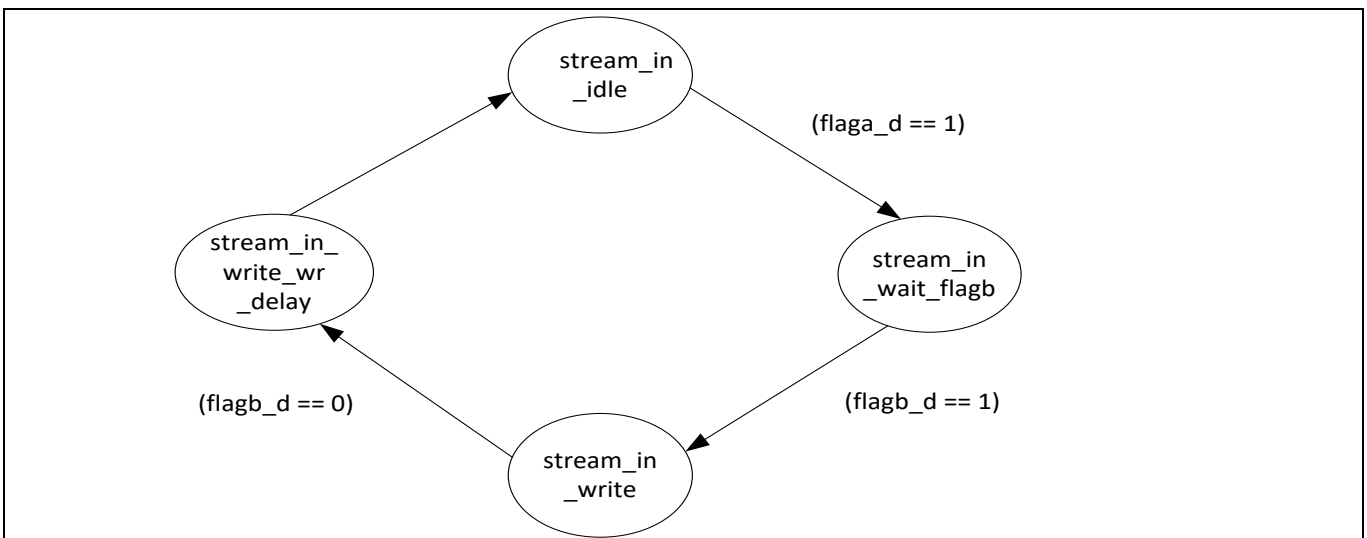 stream_in
_idle
(flaga_d == 1)
stream_in_
write_wr
_delay
stream_in
_wait_flagb
(flagb_d == 0)
(flagb_d == 1)
stream_in
_write